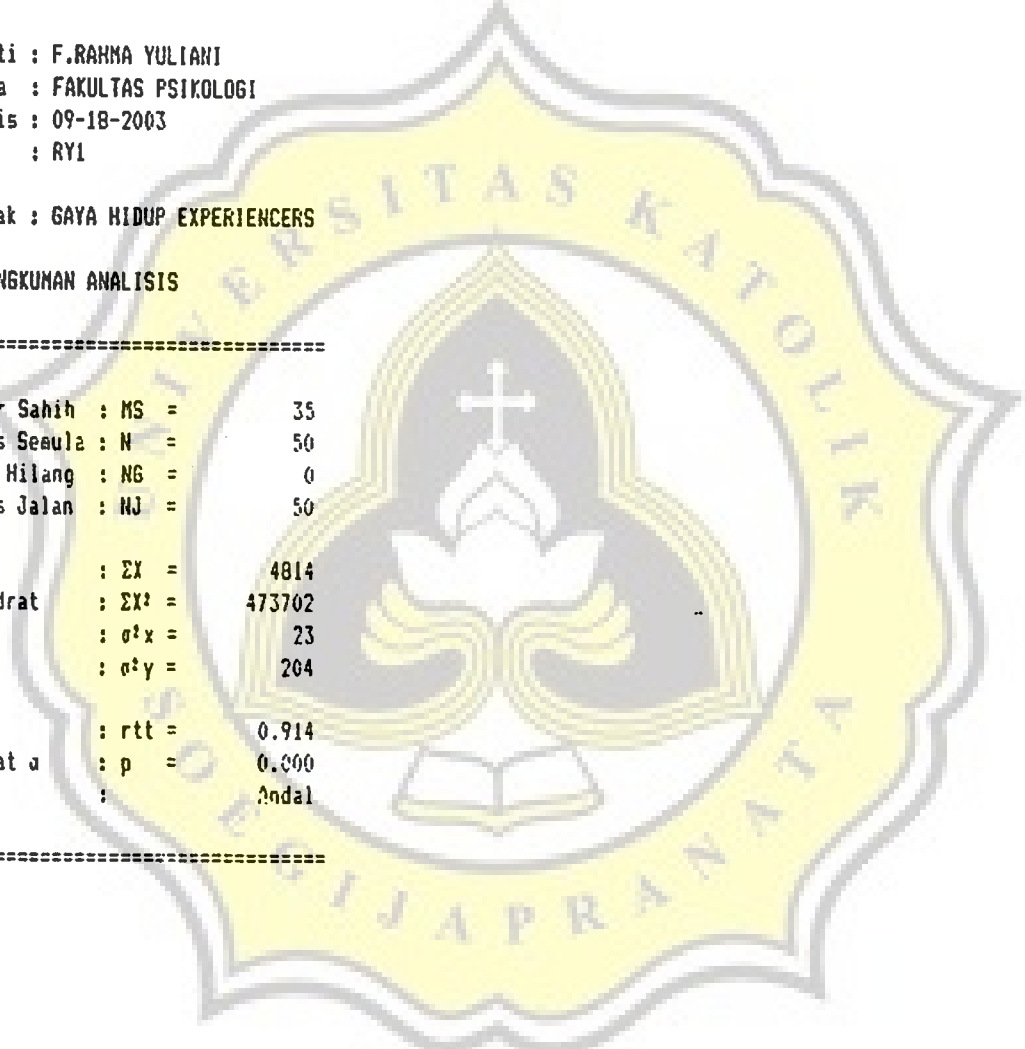 ti : F.RAHMA YULIANI
a : FAKULTAS PSIKOLOGI
is : 09-18-2003
: RY1
ak : GAYA HIDUP EXPERIENCERS
NGKUMAN ANALISIS
==============================
r Sahih : MS = 35
s Semula : N = 50
Hilang : NG = 0
s Jalan : NJ = 50
: ΣX = 4814
drat : ΣX² = 473702
: σ²x = 23
: σ²y = 204
: rtt = 0.914
at α : p = 0.000
: Andal
==============================
UNIVERSITAS KATOLIK
SOEGIJAPRANATA